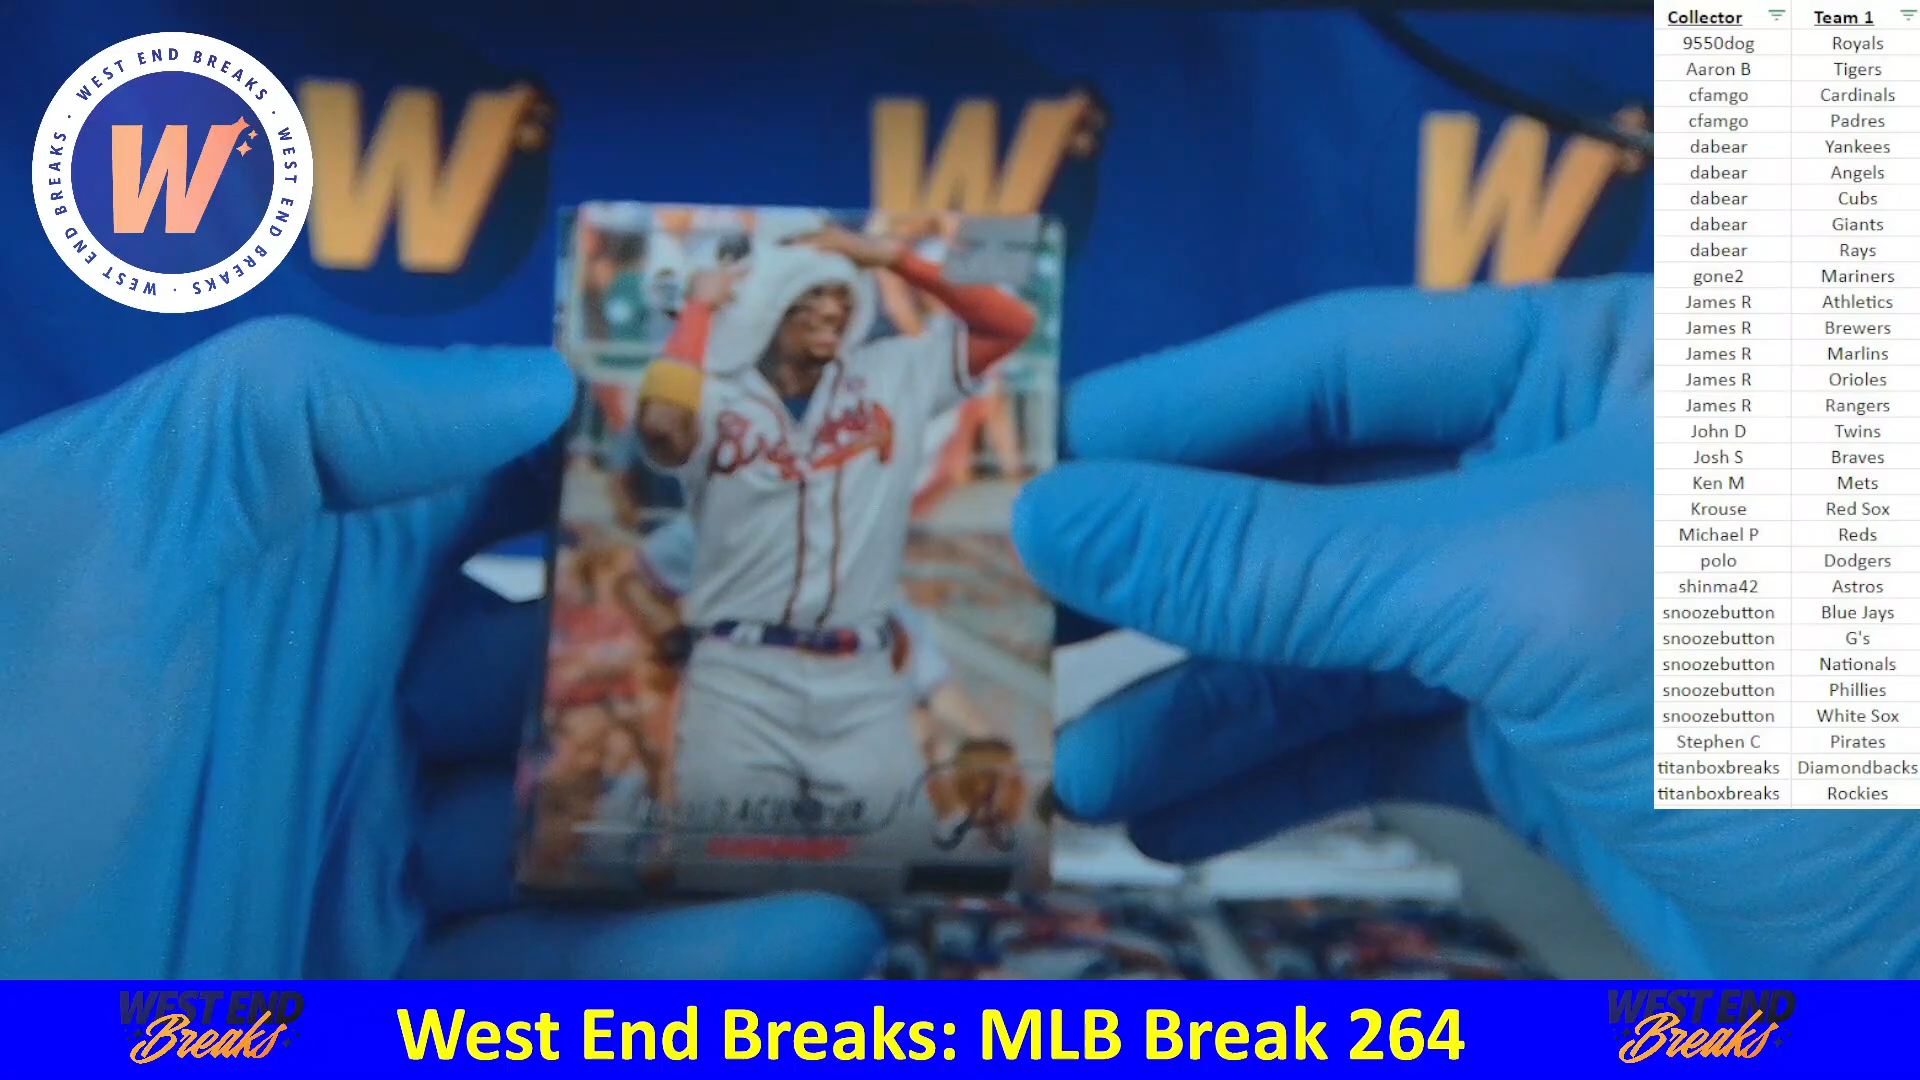 WEST END BREAKS · WEST END BREAKS · WEST END BREAKS ·
W
W
W
W
Collector Team 1
9550dog Royals
Aaron B Tigers
cfamgo Cardinals
cfamgo Padres
dabear Yankees
dabear Angels
dabear Cubs
dabear Giants
dabear Rays
gone2 Mariners
James R Athletics
James R Brewers
James R Marlins
James R Orioles
James R Rangers
John D Twins
Josh S Braves
Ken M Mets
Krouse Red Sox
Michael P Reds
polo Dodgers
shinma42 Astros
snoozebutton Blue Jays
snoozebutton G's
snoozebutton Nationals
snoozebutton Phillies
snoozebutton White Sox
Stephen C Pirates
titanboxbreaks Diamondbacks
titanboxbreaks Rockies
Braves
WEST END
Breaks
West End Breaks: MLB Break 264
WEST END
Breaks